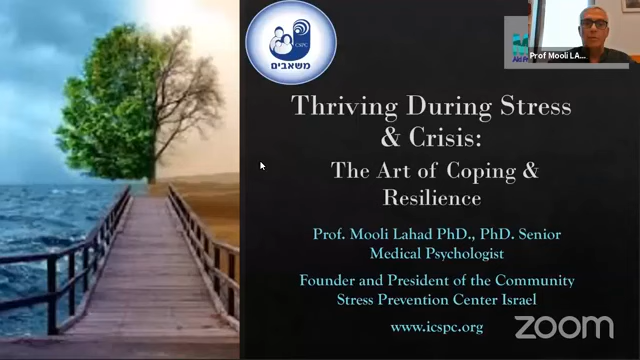 CSPC
משאבים
Prof Mooli LA...
Thriving During Stress
& Crisis:
The Art of Coping &
Resilience
Prof. Mooli Lahad PhD., PhD. Senior
Medical Psychologist
Founder and President of the Community
Stress Prevention Center Israel
www.icspc.org
zoom